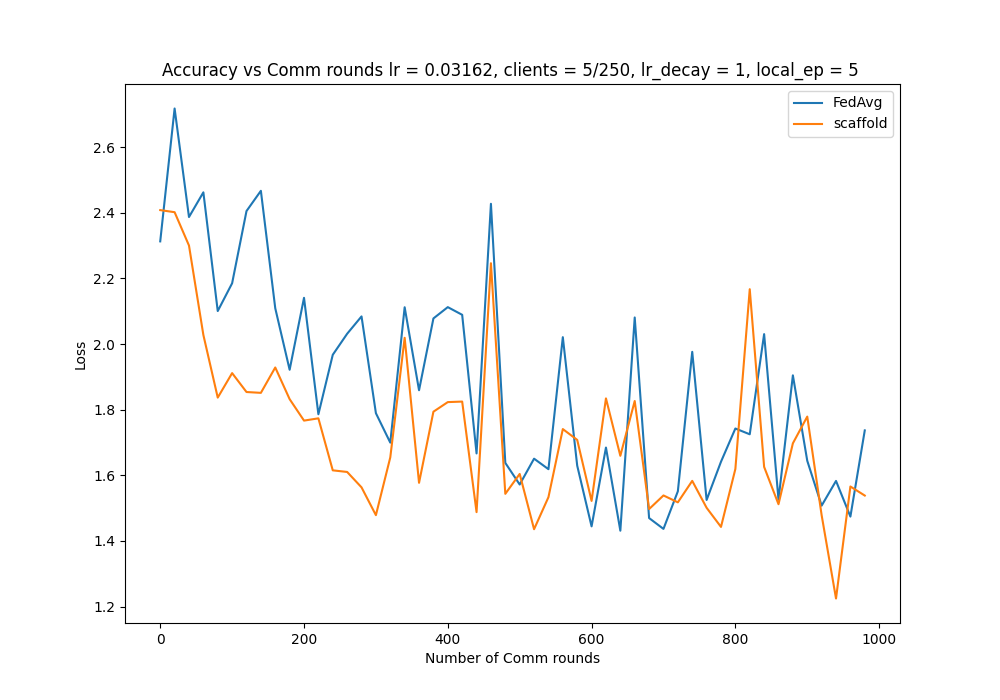 Accuracy vs Comm rounds lr = 0.03162, clients = 5/250, lr_decay = 1, local_ep = 5
FedAvg
scaffold
2.6
2.4
2.2
2.0
1.8
1.6
1.4
1.2
Loss
0 200 400 600 800 1000
Number of Comm rounds